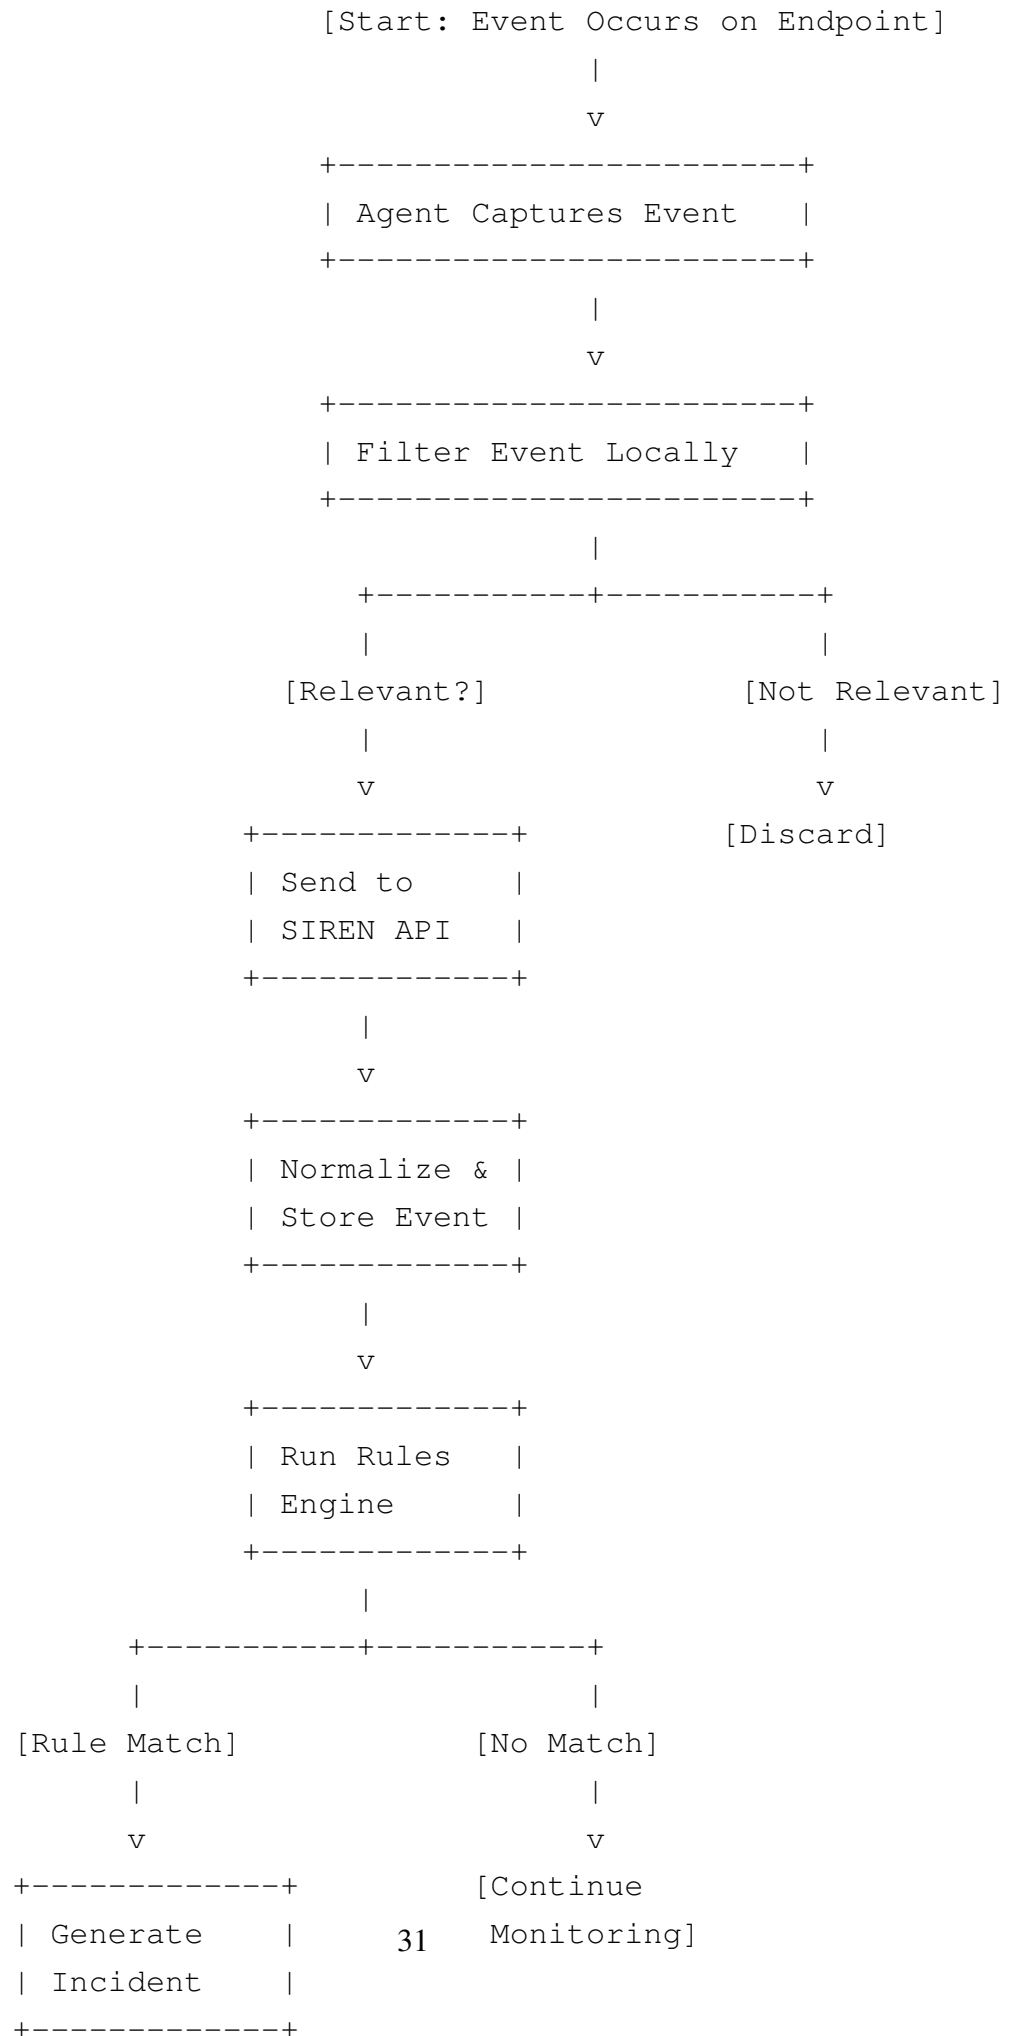 [Start: Event Occurs on Endpoint]
|
v
+------------------------+
| Agent Captures Event   |
+------------------------+
|
v
+------------------------+
| Filter Event Locally   |
+------------------------+
|
+-----------+-----------+
|                       |
[Relevant?]             [Not Relevant]
|                       |
v                       v
+-------------+          [Discard]
| Send to     |
| SIREN API   |
+-------------+
|
v
+-------------+
| Normalize & |
| Store Event |
+-------------+
|
v
+-------------+
| Run Rules   |
| Engine      |
+-------------+
|
+-----------+-----------+
|                       |
[Rule Match]            [No Match]
|                       |
v                       v
+-------------+         [Continue
| Generate    |     31   Monitoring]
| Incident    |
+-------------+